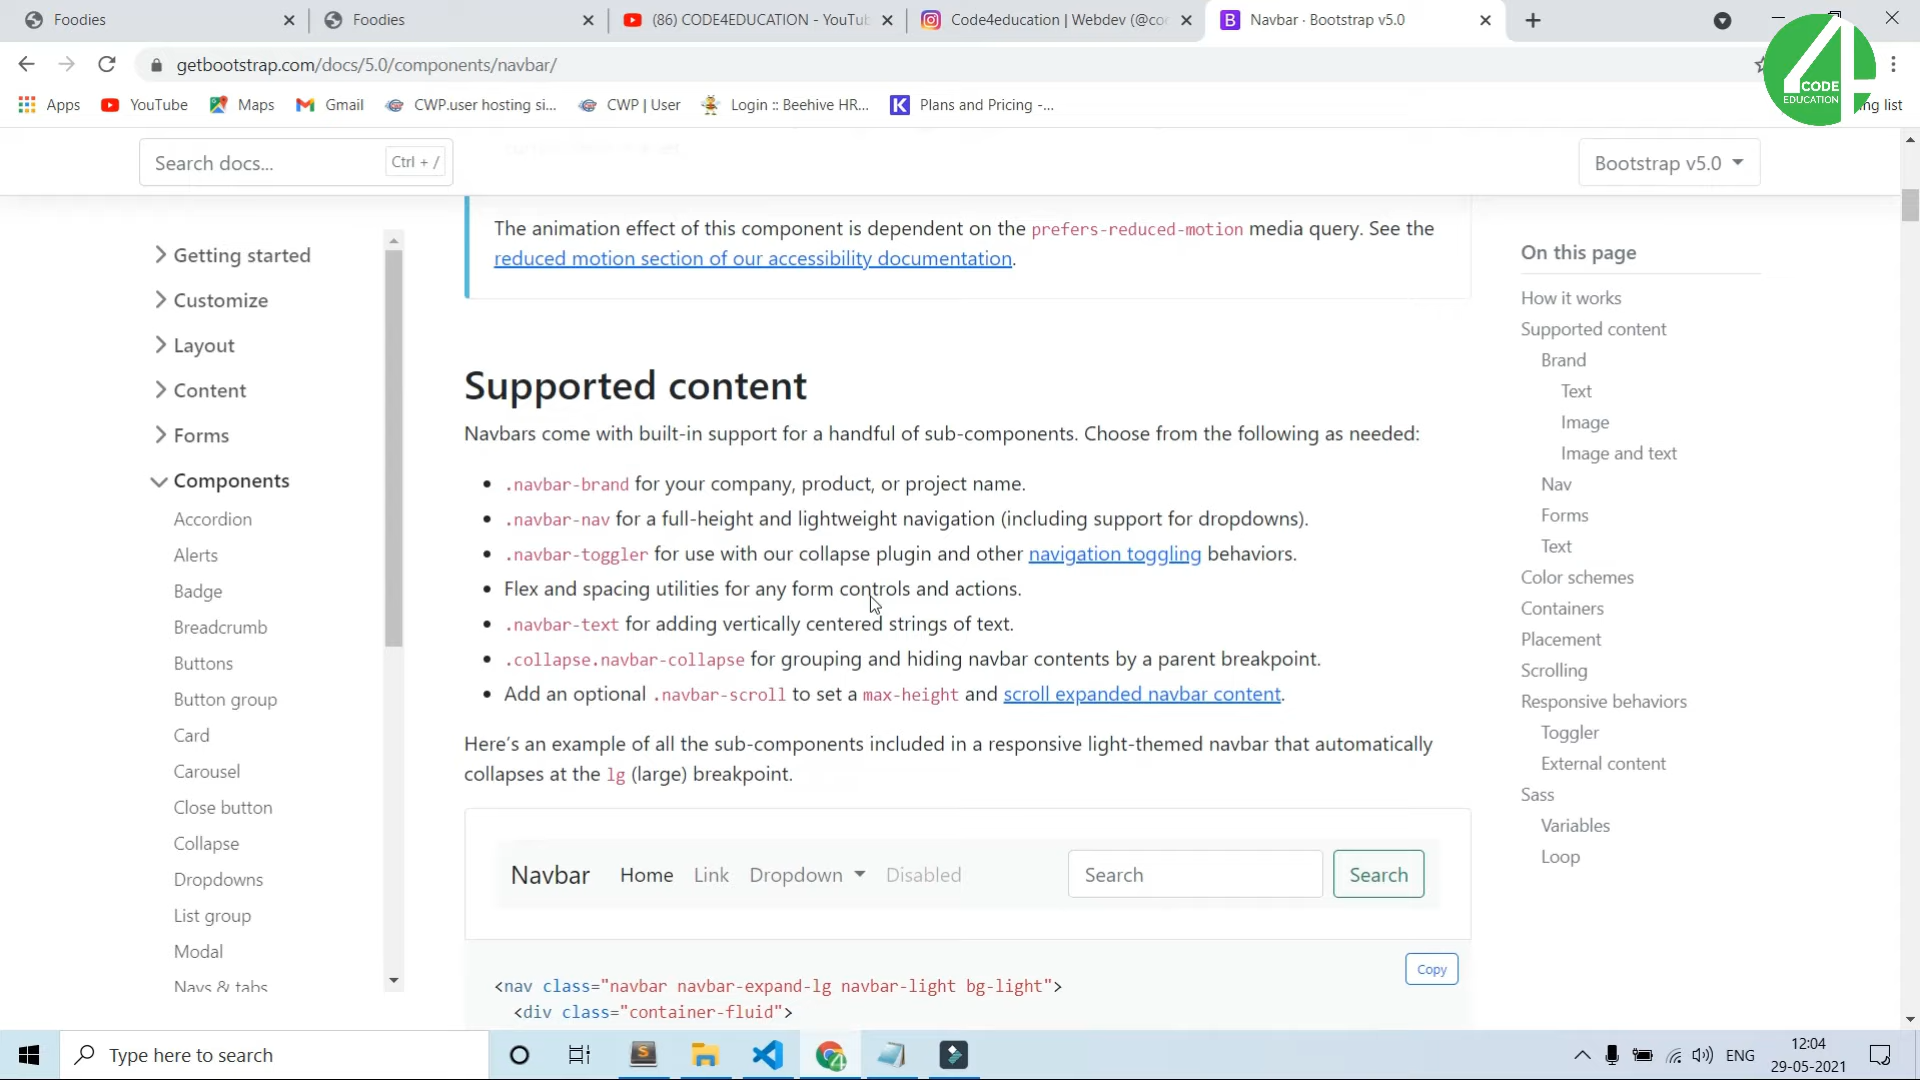 Foodies
Foodies
(86) CODE4EDUCATION - YouTu
Code4education | Webdev (@co
Navbar · Bootstrap v5.0
getbootstrap.com/docs/5.0/components/navbar/
CODE
EDUCATION
4
Apps
YouTube
Maps
Gmail
CWP.user hosting si...
CWP | User
Login :: Beehive HR...
Plans and Pricing -...
ng list
Search docs...
Ctrl + /
Bootstrap v5.0
Getting started
Customize
Layout
Content
Forms
Components
Accordion
Alerts
Badge
Breadcrumb
Buttons
Button group
Card
Carousel
Close button
Collapse
Dropdowns
List group
Modal
Navs & tabs
The animation effect of this component is dependent on the prefers-reduced-motion media query. See the
reduced motion section of our accessibility documentation.
Supported content
Navbars come with built-in support for a handful of sub-components. Choose from the following as needed:
• .navbar-brand for your company, product, or project name.
• .navbar-nav for a full-height and lightweight navigation (including support for dropdowns).
• .navbar-toggler for use with our collapse plugin and other navigation toggling behaviors.
• Flex and spacing utilities for any form controls and actions.
• .navbar-text for adding vertically centered strings of text.
• .collapse.navbar-collapse for grouping and hiding navbar contents by a parent breakpoint.
• Add an optional .navbar-scroll to set a max-height and scroll expanded navbar content.
Here’s an example of all the sub-components included in a responsive light-themed navbar that automatically
collapses at the lg (large) breakpoint.
Navbar Home Link Dropdown Disabled Search Search
Copy
<nav class="navbar navbar-expand-lg navbar-light bg-light">
<div class="container-fluid">
On this page
How it works
Supported content
Brand
Text
Image
Image and text
Nav
Forms
Text
Color schemes
Containers
Placement
Scrolling
Responsive behaviors
Toggler
External content
Sass
Variables
Loop
Type here to search
ENG
12:04
29-05-2021